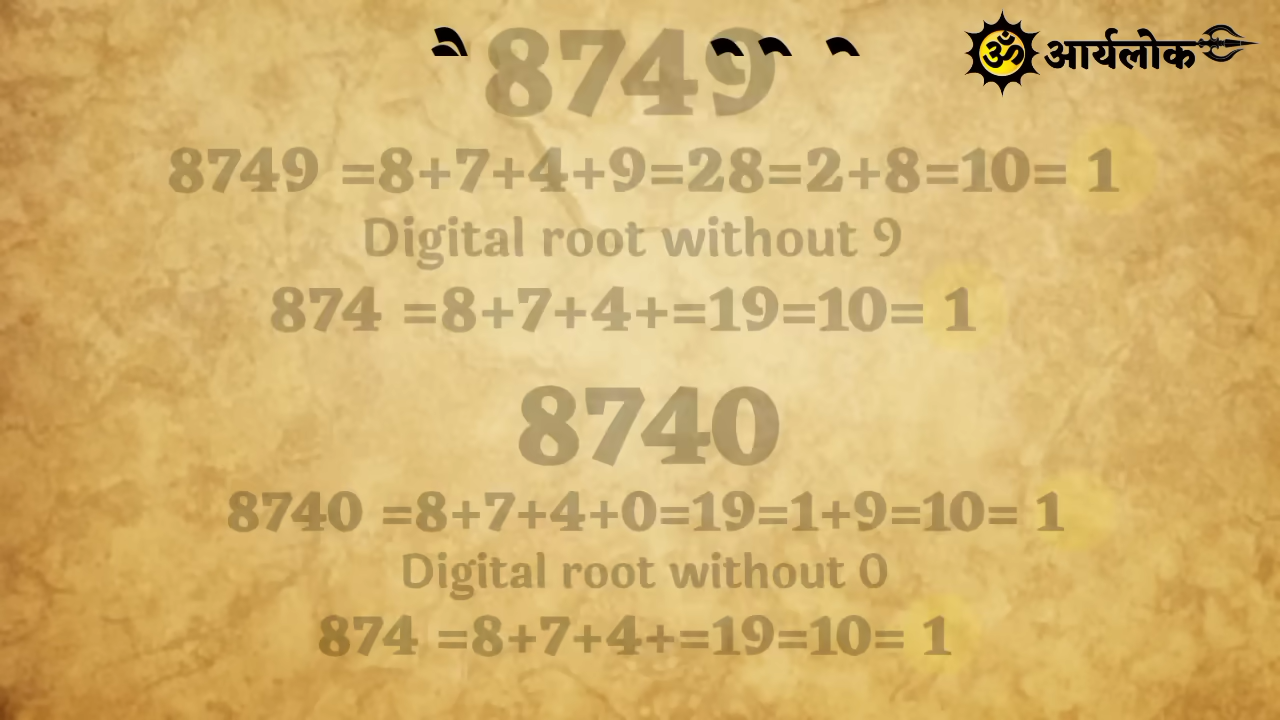 8749
आर्यलोक
8749 =8+7+4+9=28=2+8=10= 1
Digital root without 9
874 =8+7+4+=19=10= 1
8740
8740 =8+7+4+0=19=1+9=10= 1
Digital root without 0
874 =8+7+4+=19=10= 1